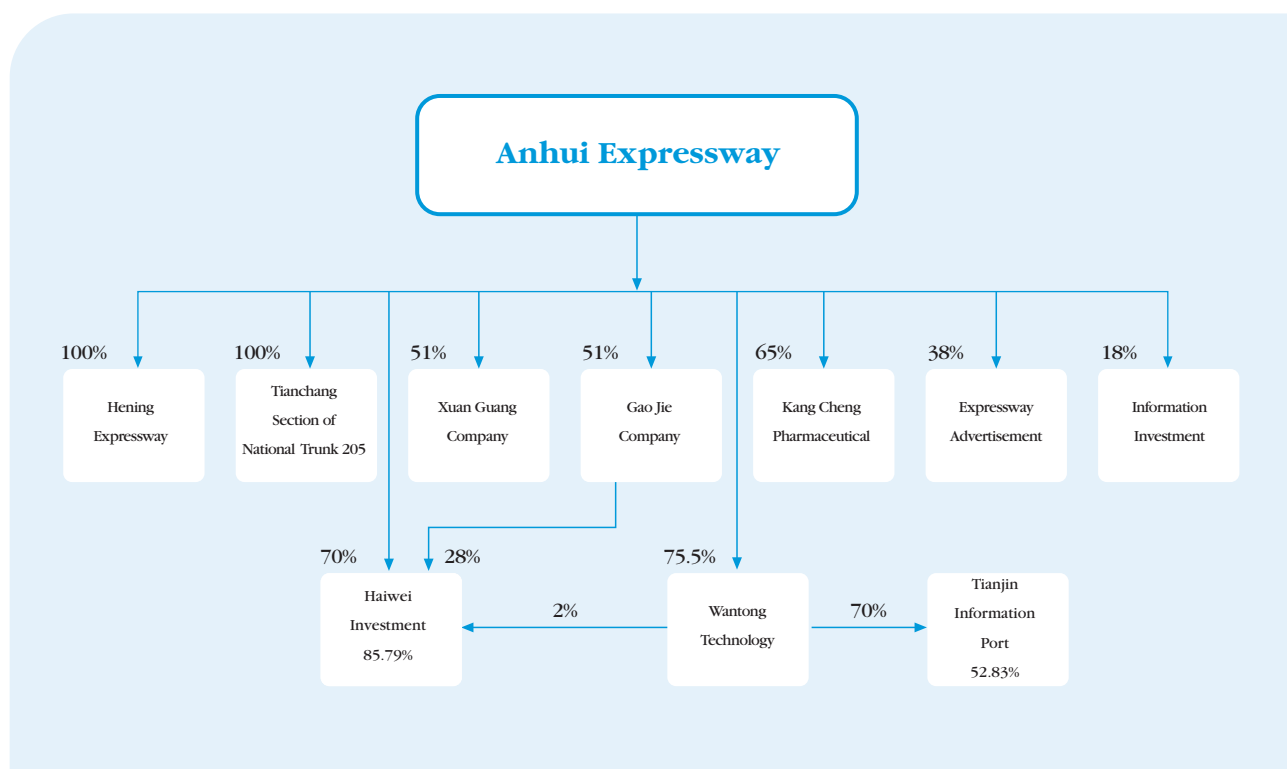 Anhui Expressway
100%
Hening
Expressway
100%
Tianchang
Section of
National Trunk 205
51%
Xuan Guang
Company
51%
Gao Jie
Company
65%
Kang Cheng
Pharmaceutical
38%
Expressway
Advertisement
18%
Information
Investment
70%
28%
Haiwei
Investment
85.79%
2%
75.5%
Wantong
Technology
70%
Tianjin
Information
Port
52.83%